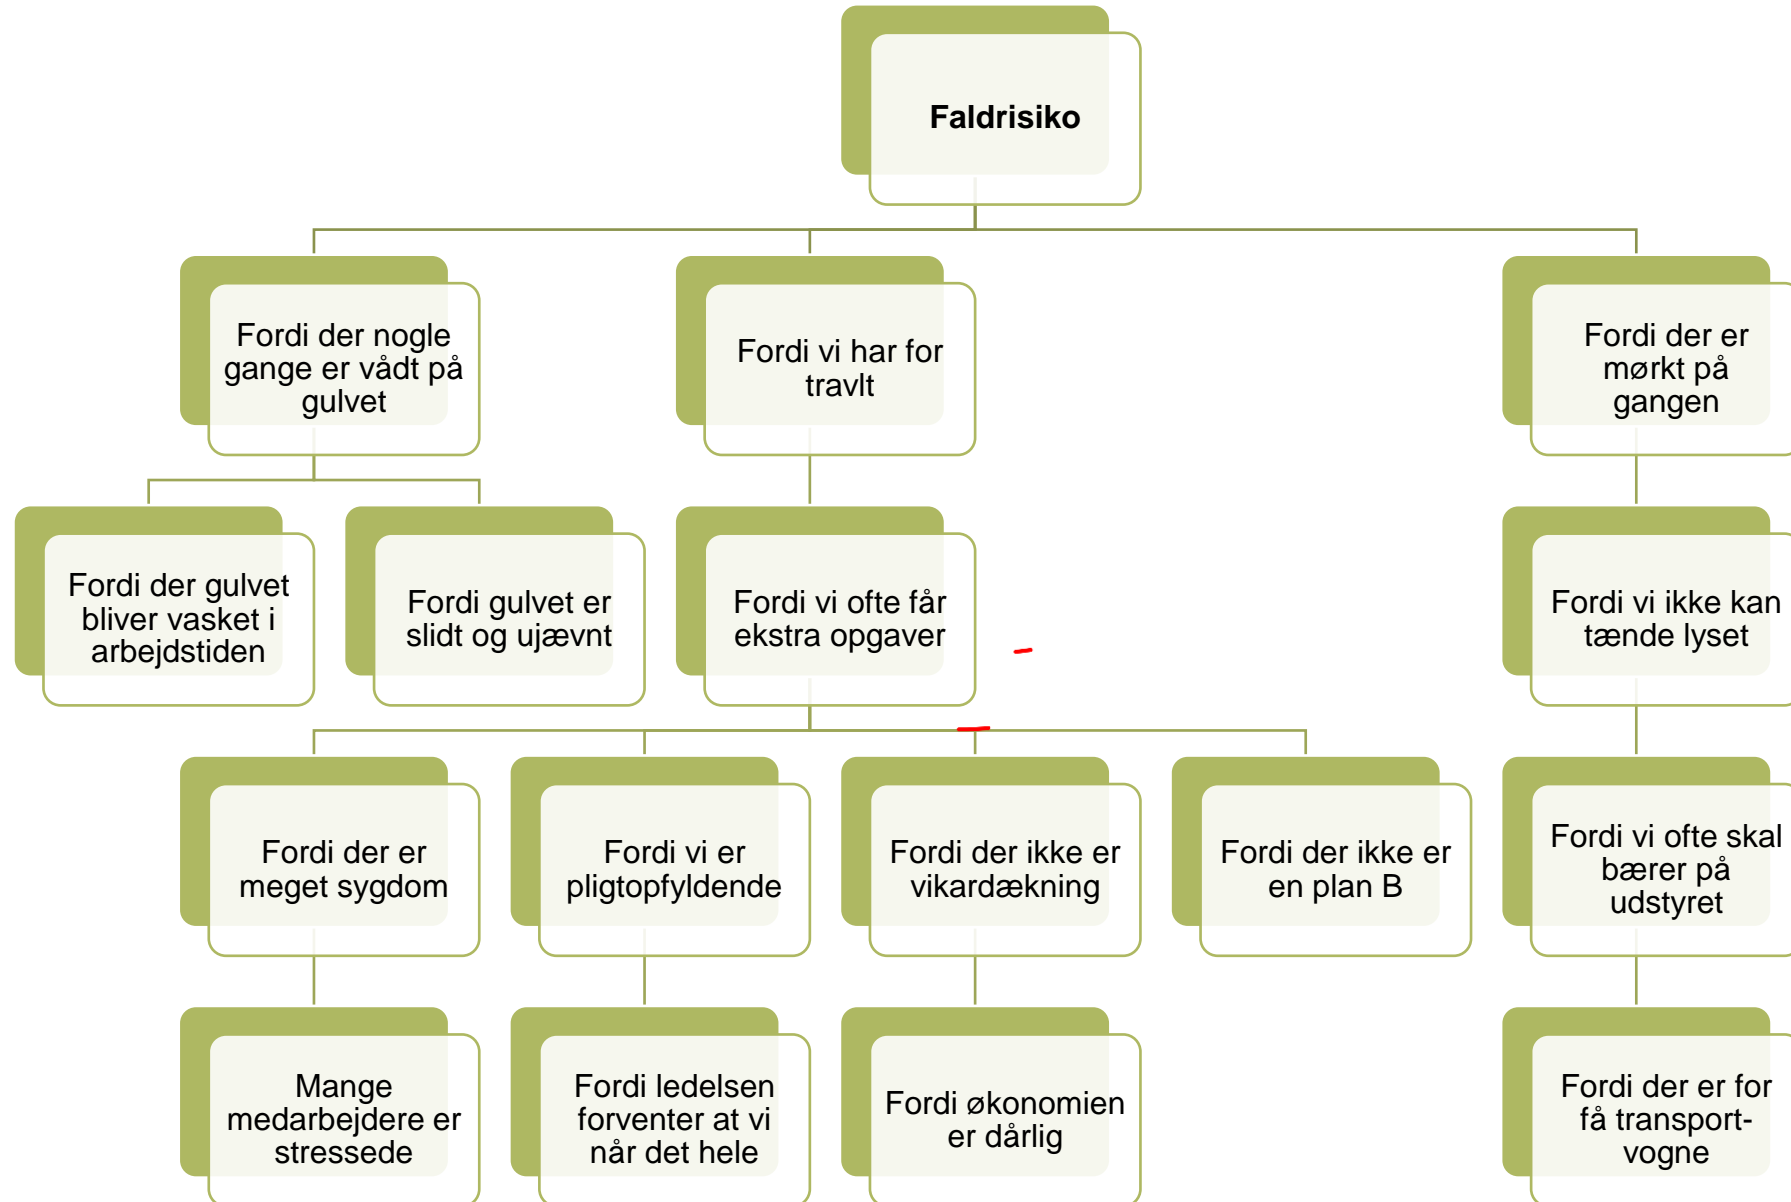 Faldrisiko
Fordi der nogle
gange er vådt på
gulvet
Fordi vi har for
travlt
Fordi der er
mørkt på
gangen
Fordi der gulvet
bliver vasket i
arbejdstiden
Fordi gulvet er
slidt og ujævnt
Fordi vi ofte får
ekstra opgaver
Fordi vi ikke kan
tænde lyset
Fordi der er
meget sygdom
Fordi vi er
pligtopfyldende
Fordi der ikke er
vikardækning
Fordi der ikke er
en plan B
Fordi vi ofte skal
bærer på
udstyret
Mange
medarbejdere er
stressede
Fordi ledelsen
forventer at vi
når det hele
Fordi økonomien
er dårlig
Fordi der er for
få transport-
vogne